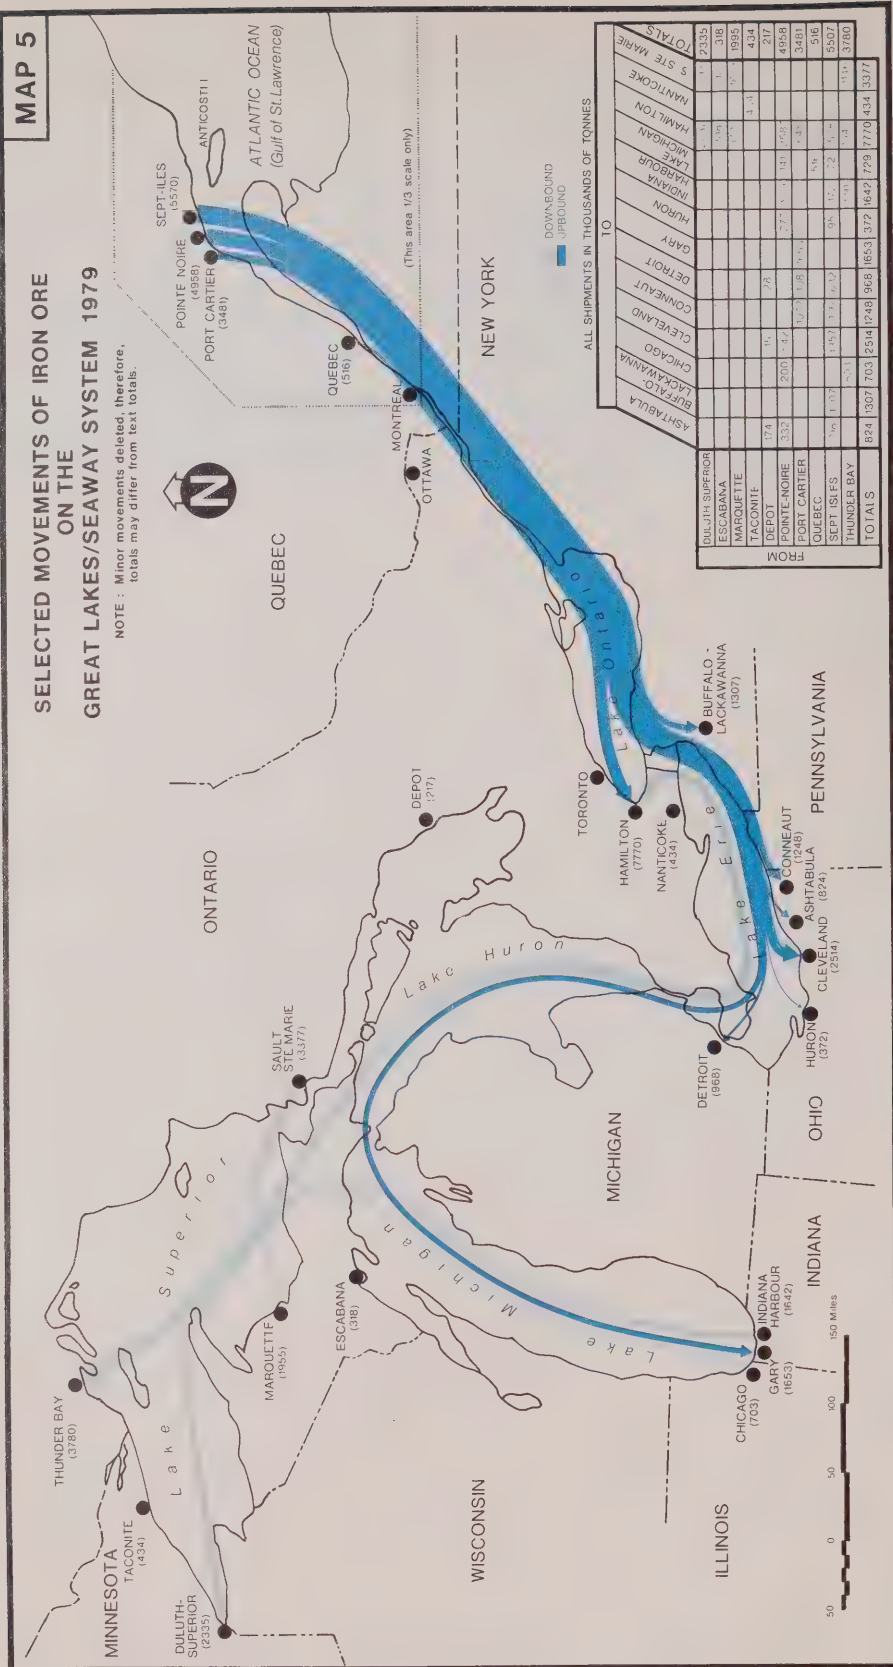 MAP 5
SELECTED MOVEMENTS OF IRON ORE
ON THE
GREAT LAKES/SEAWAY SYSTEM 1979
NOTE : Minor movements deleted, therefore,
totals may differ from text totals.
N
SEPT-ILES
(5570)
POINTE NOIRE
(4958)
PORT CARTIER
(3481)
ANTICOSTI I
ATLANTIC OCEAN
(Gulf of St. Lawrence)
QUEBEC
(516)
(This area 1/3 scale only)
MONTREAL
OTTAWA
QUEBEC
NEW YORK
ONTARIO
DEPOT
(217)
TORONTO
HAMILTON
(7770)
NANTICOKE
(434)
Lake Ontario
BUFFALO -
LACKAWANNA
(1307)
PENNSYLVANIA
Lake Erie
CONNEAUT
(1248)
ASHTABULA
(824)
CLEVELAND
(2514)
HURON
(372)
OHIO
DETROIT
(968)
Lake Huron
SAULT
STE MARIE
(3377)
MICHIGAN
Lake Superior
THUNDER BAY
(3780)
MINNESOTA
TACONITE
(434)
DULUTH-
SUPERIOR
(2335)
MARQUETTE
(1955)
ESCABANA
(318)
Lake Michigan
WISCONSIN
ILLINOIS
CHICAGO
(703)
GARY
(1653)
INDIANA
HARBOUR
(1642)
INDIANA
50 0 50 100 150 Miles
DOWNBOUND
UPBOUND
ALL SHIPMENTS IN THOUSANDS OF TONNES
TO
ASHTABULA
BUFFALO-
LACKAWANNA
CHICAGO
CLEVELAND
CONNEAUT
DETROIT
GARY
HURON
INDIANA
HARBOUR
LAKE
MICHIGAN
HAMILTON
NANTICOKE
S STE MARIE
TOTALS
FROM
DULUTH SUPERIOR 2335
ESCABANA 318
MARQUETTE 1995
TACONITE 434
DEPOT 174 28 217
POINTE-NOIRE 332 200 4958
PORT CARTIER 3481
QUEBEC 516
SEPT ISLES 5507
THUNDER BAY 3780
TOTALS 824 1307 703 2514 1248 968 1653 372 1642 729 7770 434 3377